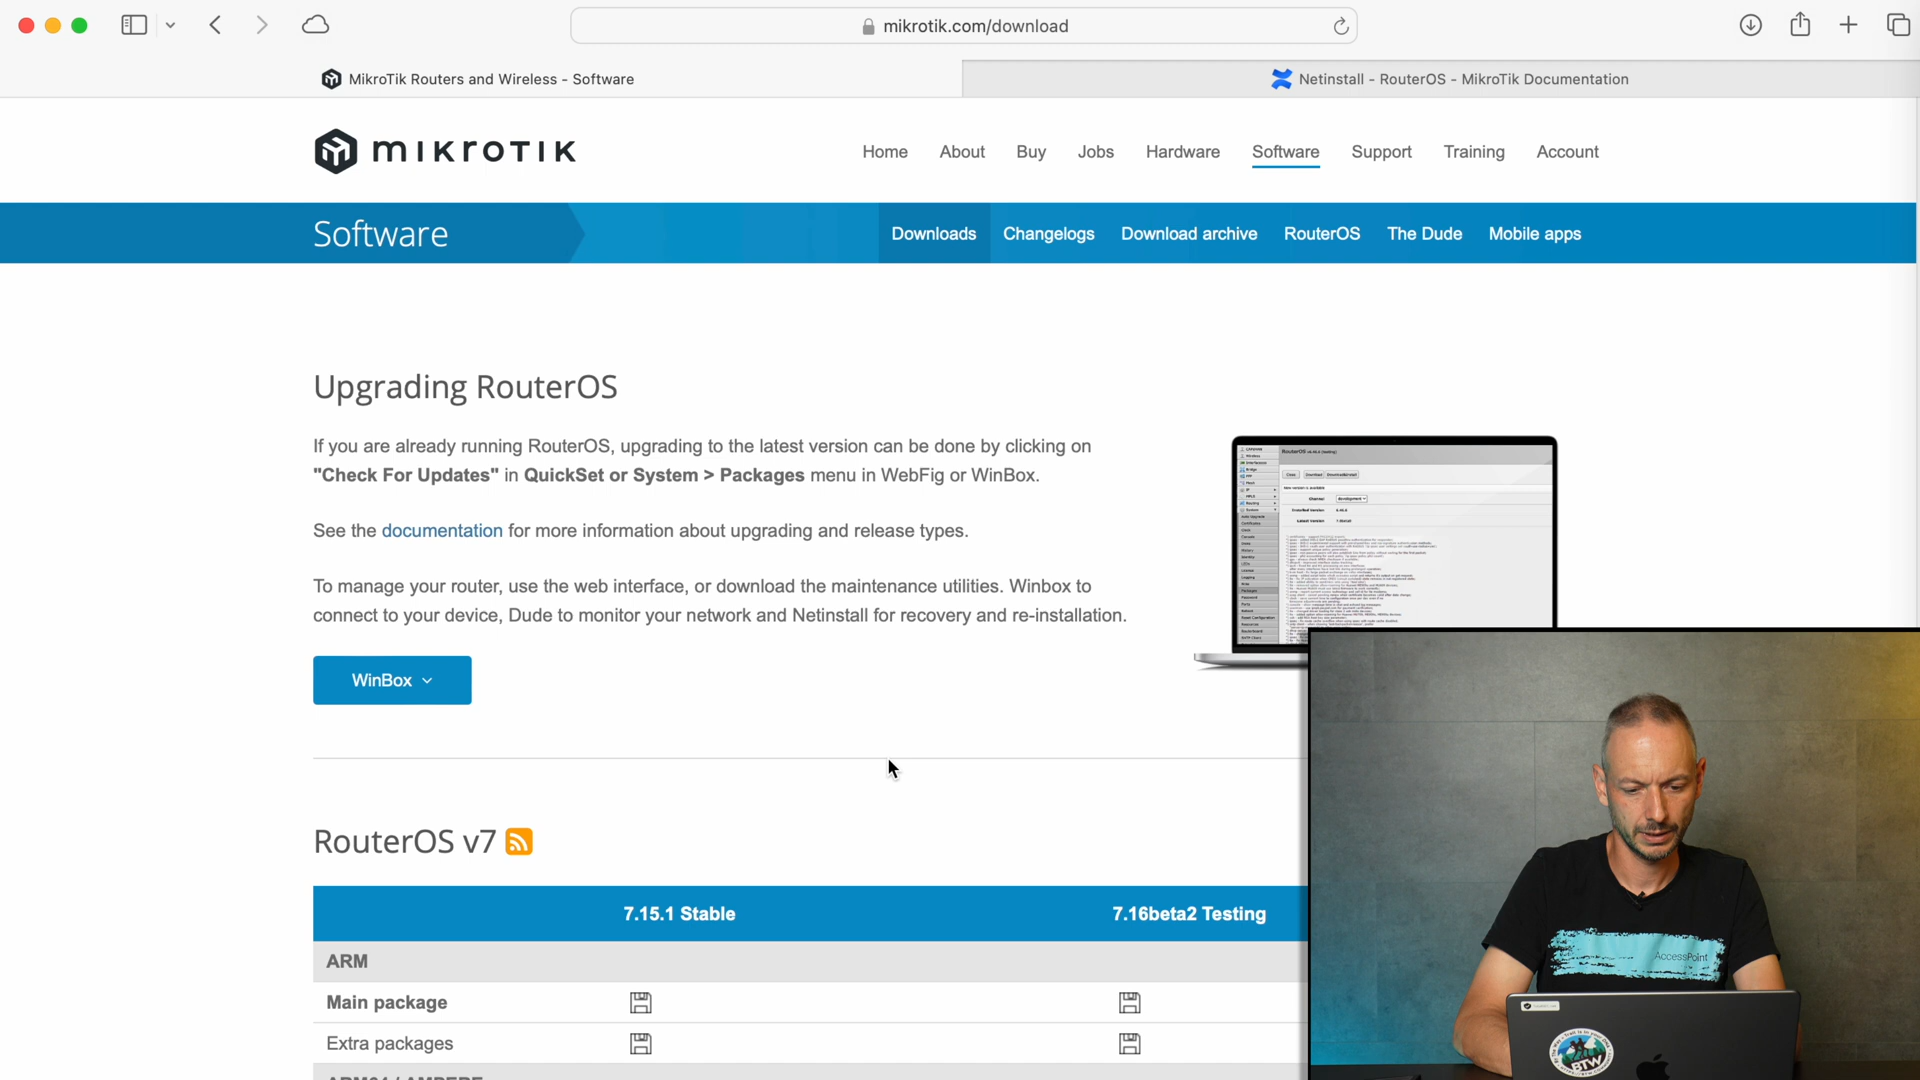 mikrotik.com/download
MikroTik Routers and Wireless - Software
Netinstall - RouterOS - MikroTik Documentation
mikroTik
Home About Buy Jobs Hardware Software Support Training Account
Software
Downloads Changelogs Download archive RouterOS The Dude Mobile apps
Upgrading RouterOS
If you are already running RouterOS, upgrading to the latest version can be done by clicking on
"Check For Updates" in QuickSet or System > Packages menu in WebFig or WinBox.
See the documentation for more information about upgrading and release types.
To manage your router, use the web interface, or download the maintenance utilities. Winbox to
connect to your device, Dude to monitor your network and Netinstall for recovery and re-installation.
WinBox
RouterOS v7
7.15.1 Stable 7.16beta2 Testing
ARM
Main package
Extra packages
AccessPoint
BTW